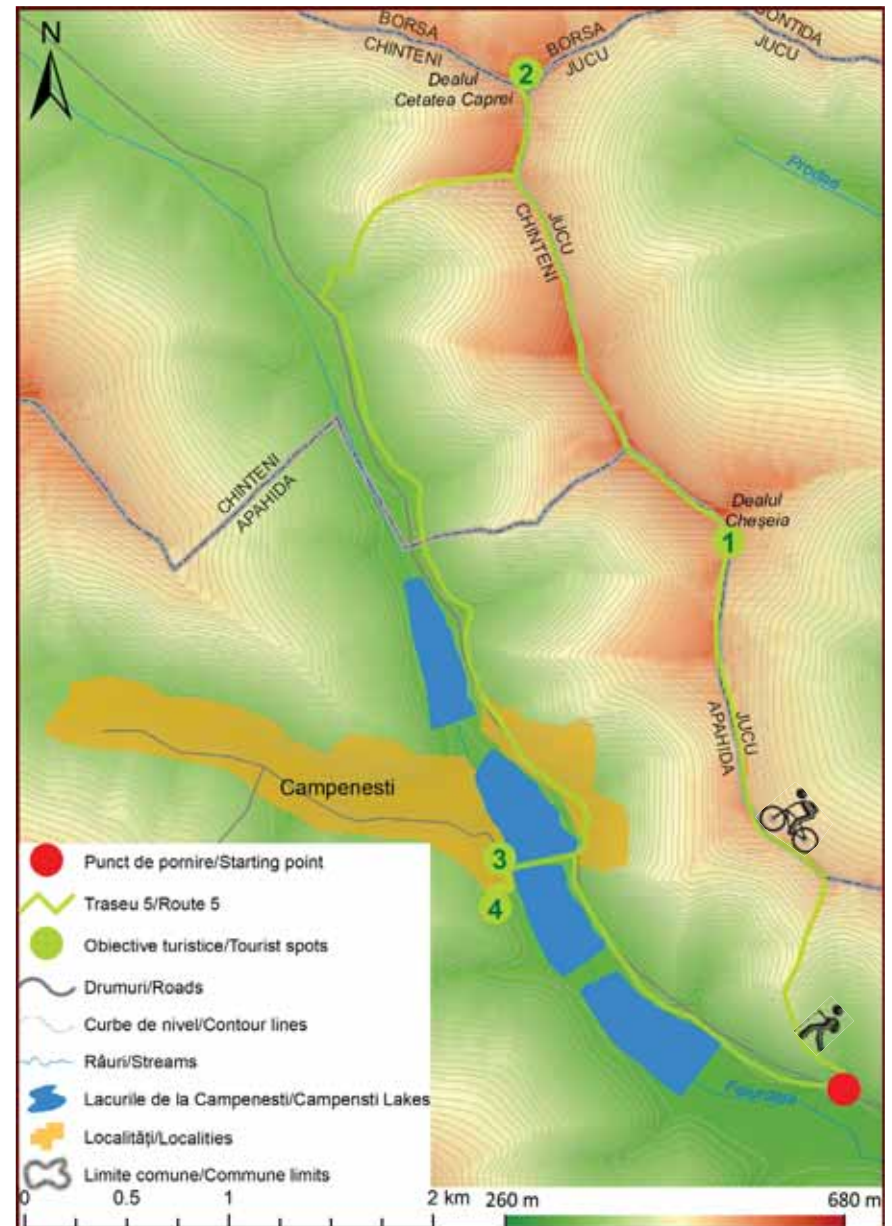 N
BORSA
CHINTENI
BORSA
JUCU
BONTIDA
JUCU
2
Dealul
Cetatea Caprei
JUCU
CHINTENI
CHINTENI
APAHIDA
Dealul
Cheșeia
1
JUCU
APAHIDA
Campenesti
3
4
Punct de pornire/Starting point
Traseu 5/Route 5
Obiective turistice/Tourist spots
Drumuri/Roads
Curbe de nivel/Contour lines
Râuri/Streams
Lacurile de la Campenesti/Campensti Lakes
Localități/Localities
Limite comune/Commune limits
0 0.5 1 2 km
260 m 680 m